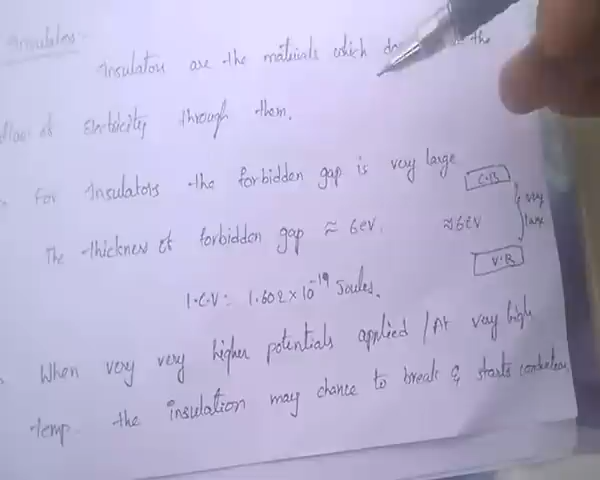 Insulators:-
Insulators are the materials which do the
flow of Electricity through them.
For Insulators the forbidden gap is very large
C.B
very
large
The thickness of forbidden gap ≈ 6eV.
≈ 6eV
V.B
1.e.V = 1.602 × 10⁻¹⁹ Joules.
When very very higher potentials applied / At very high
temp. the insulation may chance to break & starts conduction